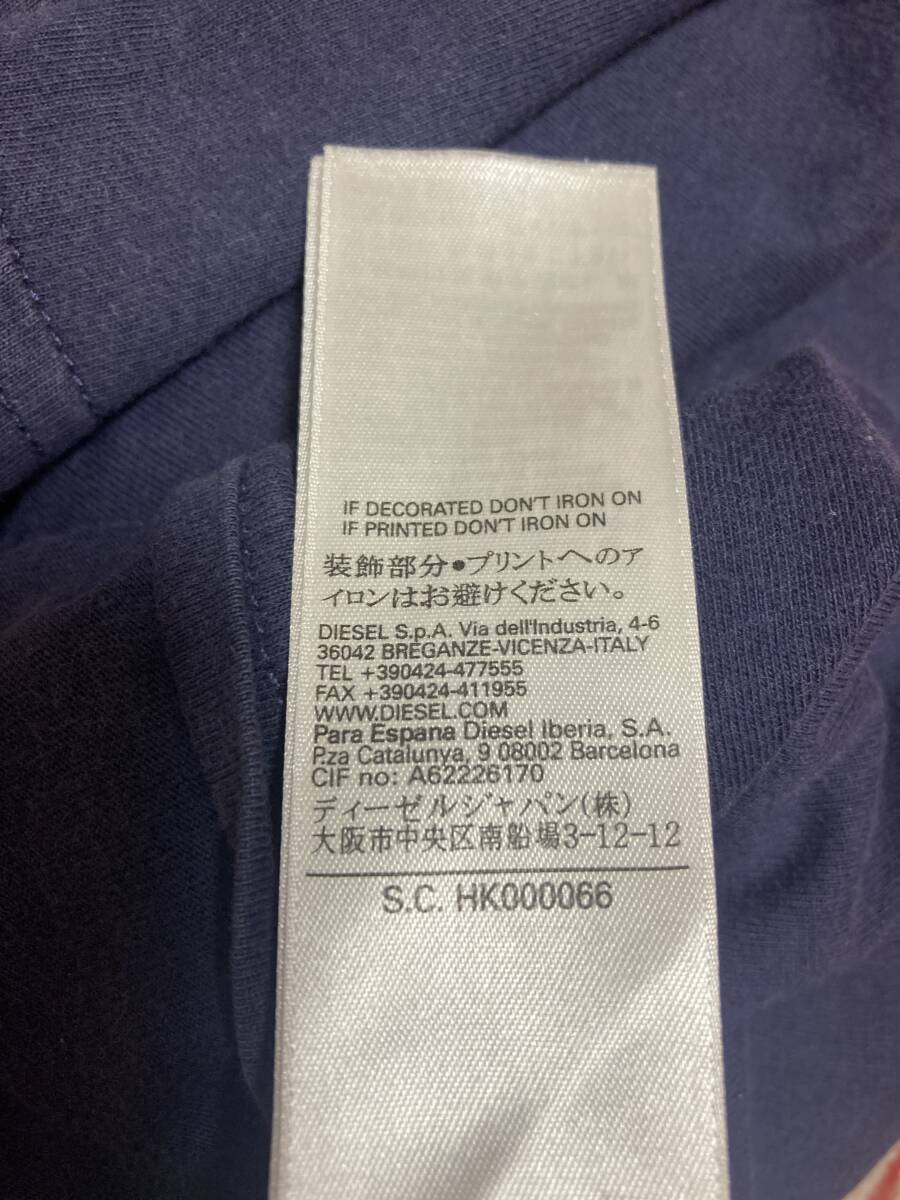 IF DECORATED DON'T IRON ON
IF PRINTED DON'T IRON ON
装飾部分●プリントへのア
イロンはお避けください。
DIESEL S.p.A. Via dell'Industria, 4-6
36042 BREGANZE-VICENZA-ITALY
TEL +390424-477555
FAX +390424-411955
WWW.DIESEL.COM
Para Espana Diesel Iberia, S.A.
P.za Catalunya, 9 08002 Barcelona
CIF no: A62226170
ディーゼルジャパン(株)
大阪市中央区南船場3-12-12
S.C. HK000066